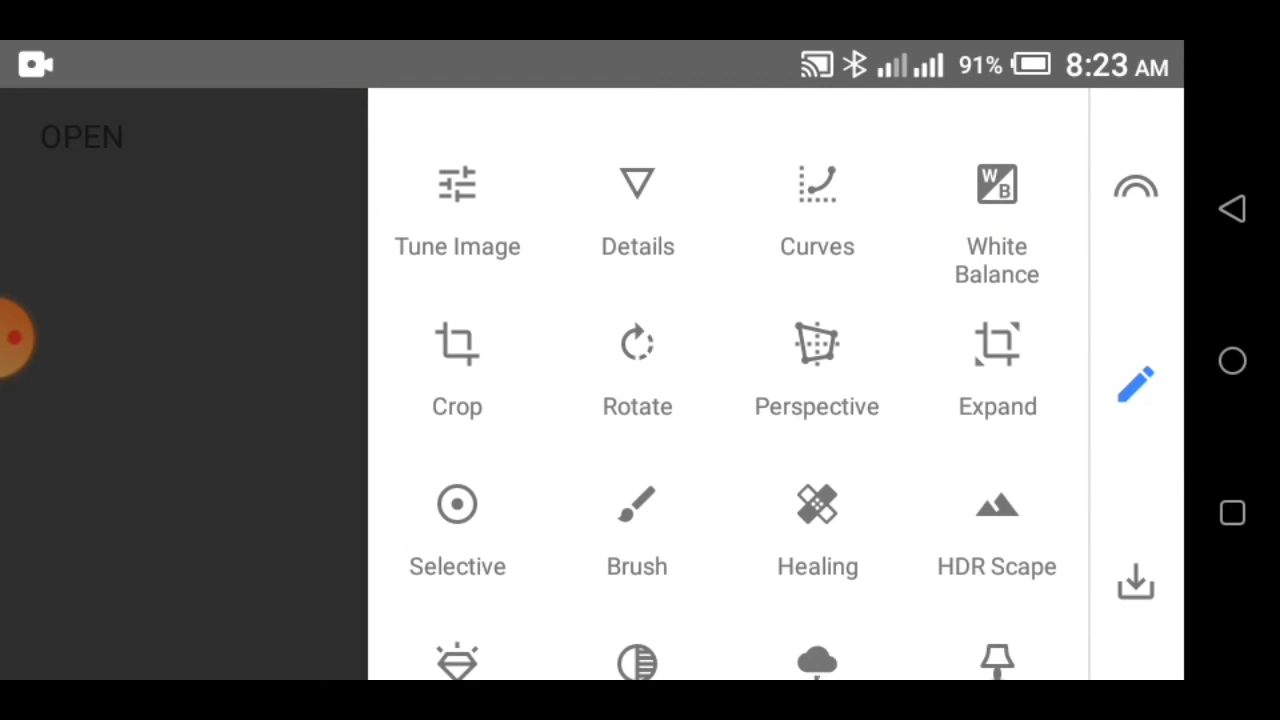 91% 8:23 AM
OPEN
Tune Image Details Curves White Balance
Crop Rotate Perspective Expand
Selective Brush Healing HDR Scape